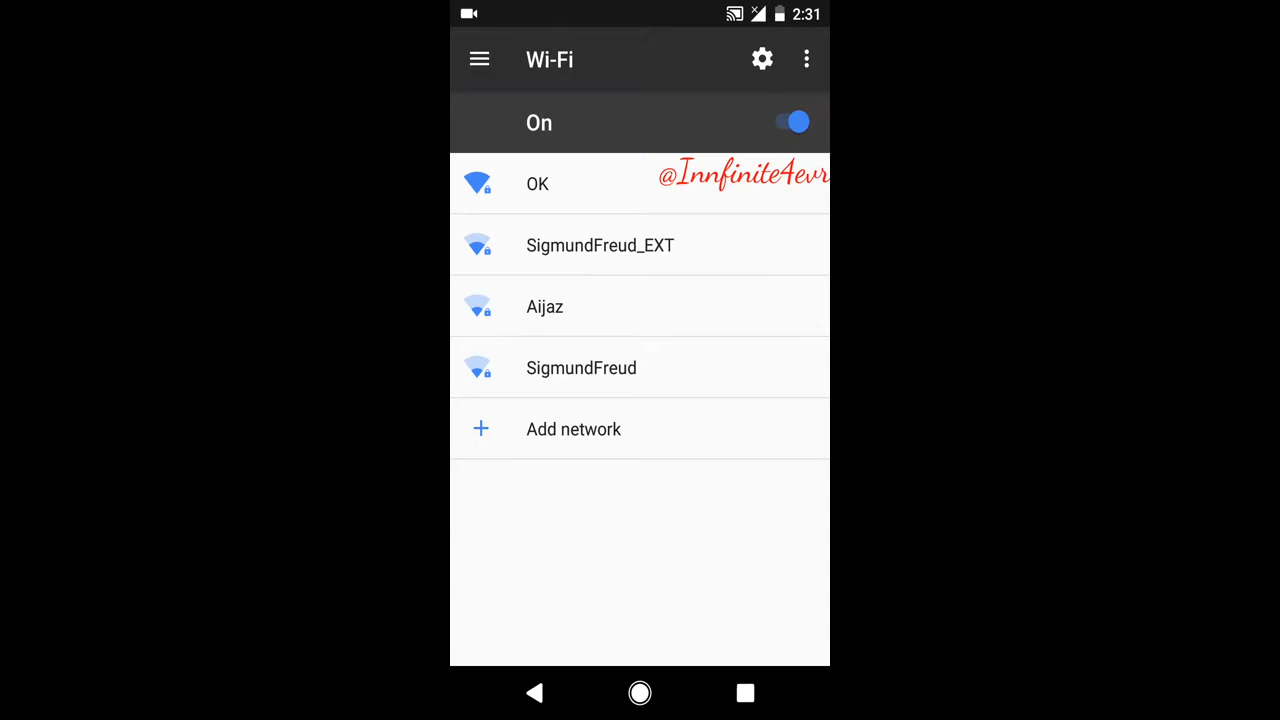 2:31
Wi-Fi
On
@Innfinite4evr
OK
SigmundFreud_EXT
Aijaz
SigmundFreud
Add network